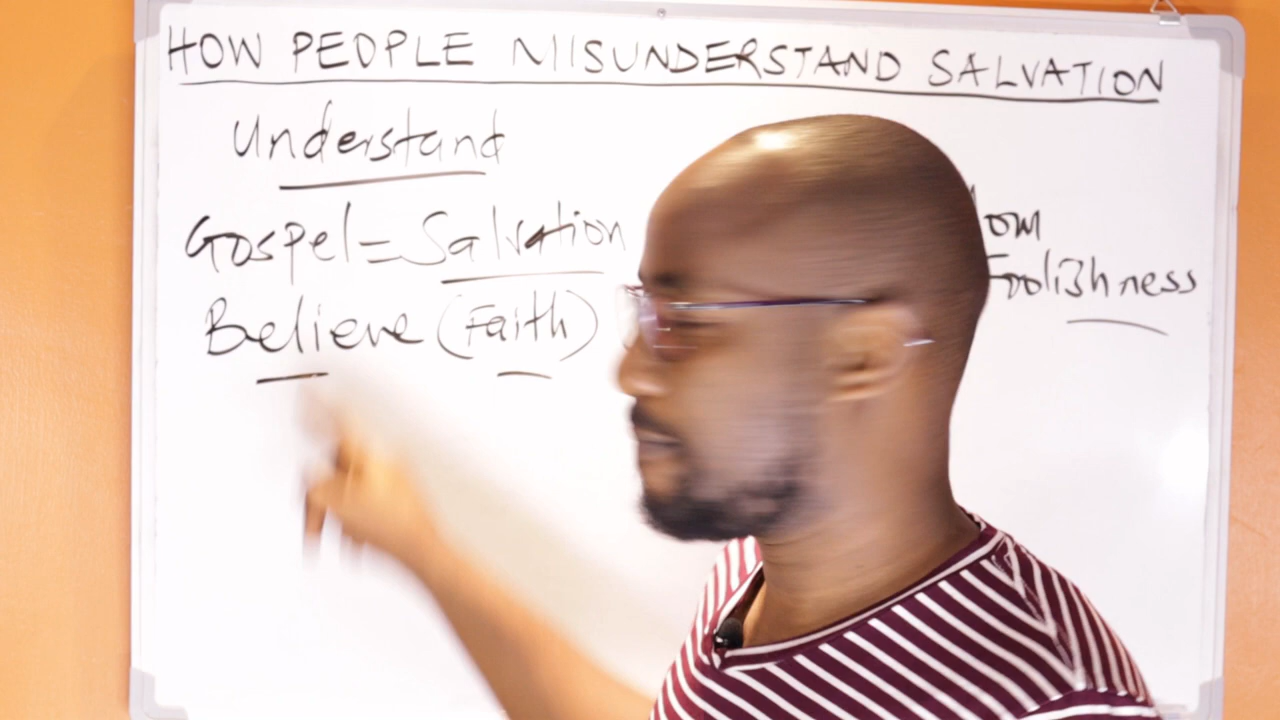 HOW PEOPLE MISUNDERSTAND SALVATION
Understand
Gospel = Salvation
Believe (Faith)
Foolishness